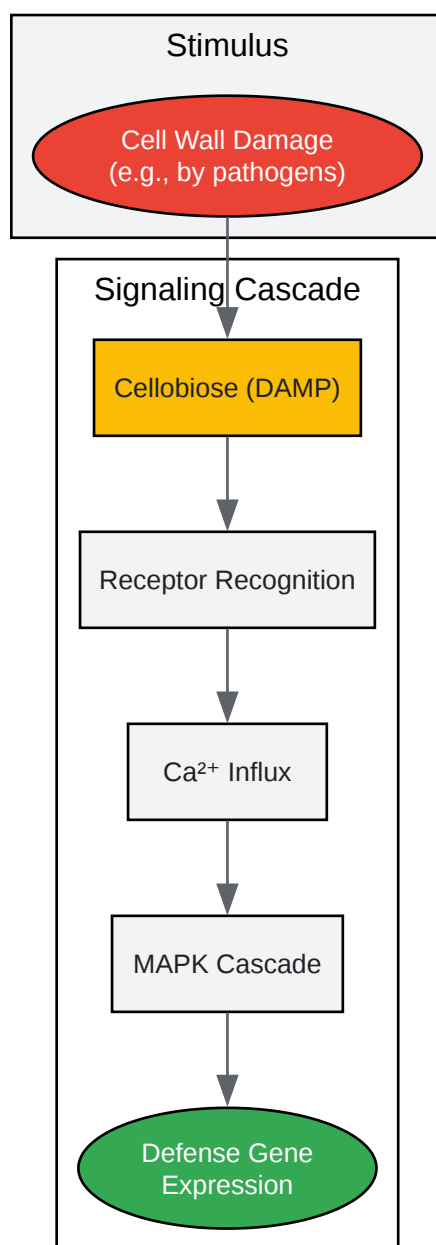 Stimulus
Cell Wall Damage
(e.g., by pathogens)
Signaling Cascade
Cellobiose (DAMP)
Receptor Recognition
Ca²⁺ Influx
MAPK Cascade
Defense Gene
Expression